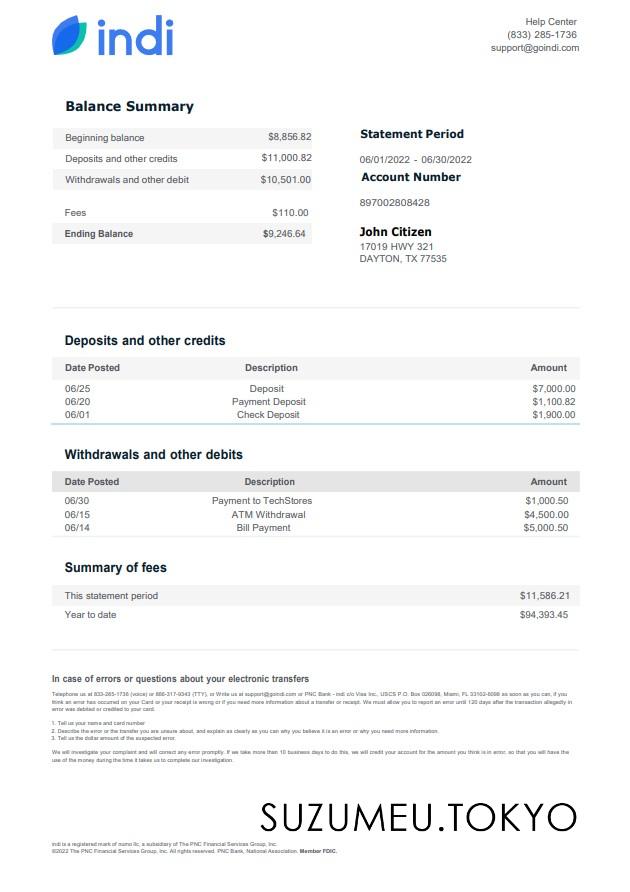 indi
Help Center
(833) 285-1736
support@goindi.com
Balance Summary
Beginning balance $8,856.82
Deposits and other credits $11,000.82
Withdrawals and other debit $10,501.00
Fees $110.00
Ending Balance $9,246.64
Statement Period
06/01/2022 - 06/30/2022
Account Number
897002808428
John Citizen
17019 HWY 321
DAYTON, TX 77535
Deposits and other credits
Date Posted Description Amount
06/25 Deposit $7,000.00
06/20 Payment Deposit $1,100.82
06/01 Check Deposit $1,900.00
Withdrawals and other debits
Date Posted Description Amount
06/30 Payment to TechStores $1,000.50
06/15 ATM Withdrawal $4,500.00
06/14 Bill Payment $5,000.50
Summary of fees
This statement period $11,586.21
Year to date $94,393.45
In case of errors or questions about your electronic transfers
Telephone us at 833-285-1736 (voice) or 866-317-9343 (TTY), or Write us at support@goindi.com or PNC Bank - indi c/o Visa Inc., USCS P.O. Box 026098, Miami, FL 33102-6098 as soon as you can, if you
think an error has occurred on your Card or your receipt is wrong or if you need more information about a transfer or receipt. We must allow you to report an error until 120 days after the transaction allegedly in
error was debited or credited to your card.
1. Tell us your name and card number
2. Describe the error or the transfer you are unsure about, and explain as clearly as you can why you believe it is an error or why you need more information.
3. Tell us the dollar amount of the suspected error.
We will investigate your complaint and will correct any error promptly. If we take more than 10 business days to do this, we will credit your account for the amount you think is in error, so that you will have the
use of the money during the time it takes us to complete our investigation.
SUZUMEU.TOKYO
indi is a registered mark of numo llc, a subsidiary of The PNC Financial Services Group, Inc.
©2022 The PNC Financial Services Group, Inc. All rights reserved. PNC Bank, National Association. Member FDIC.